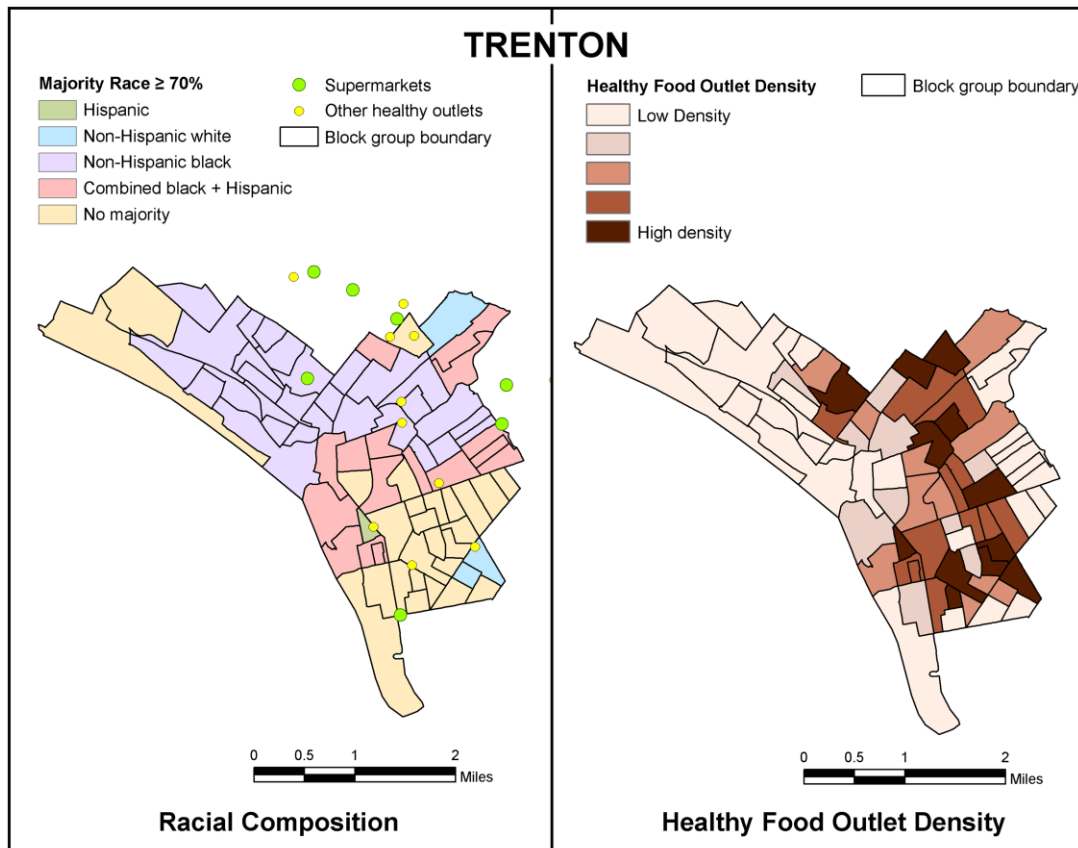 TRENTON
Majority Race ≥ 70%
Hispanic
Non-Hispanic white
Non-Hispanic black
Combined black + Hispanic
No majority
Supermarkets
Other healthy outlets
Block group boundary
0 0.5 1 2
Miles
Racial Composition
Healthy Food Outlet Density
Low Density
High density
Block group boundary
0 0.5 1 2
Miles
Healthy Food Outlet Density